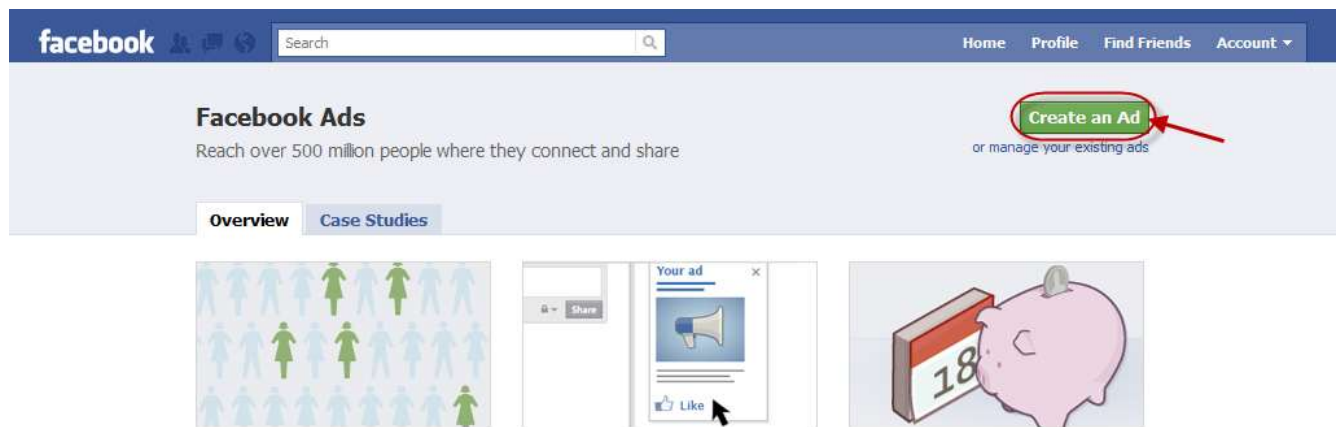 facebook
Search
Home Profile Find Friends Account
Facebook Ads
Reach over 500 million people where they connect and share
Create an Ad
or manage your existing ads
Overview Case Studies
Your ad
Share
18
Like